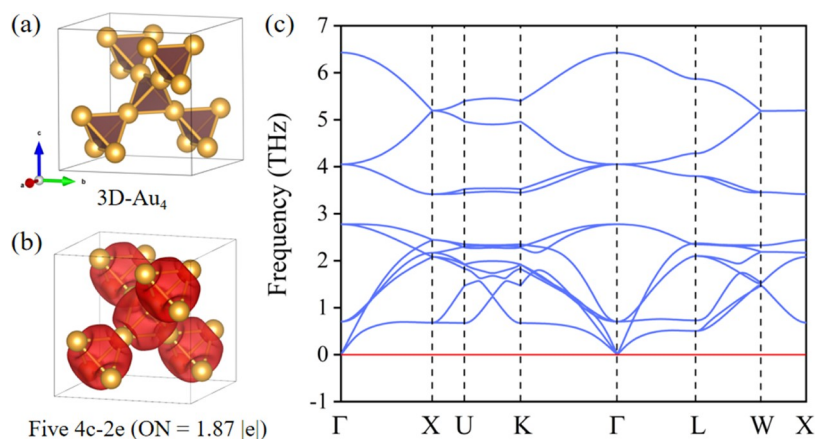 (a)
c
a
b
3D-Au₄
(b)
Five 4c-2e (ON = 1.87 |e|)
(c)
Frequency (THz)
7
6
5
4
3
2
1
0
-1
Γ X U K Γ L W X